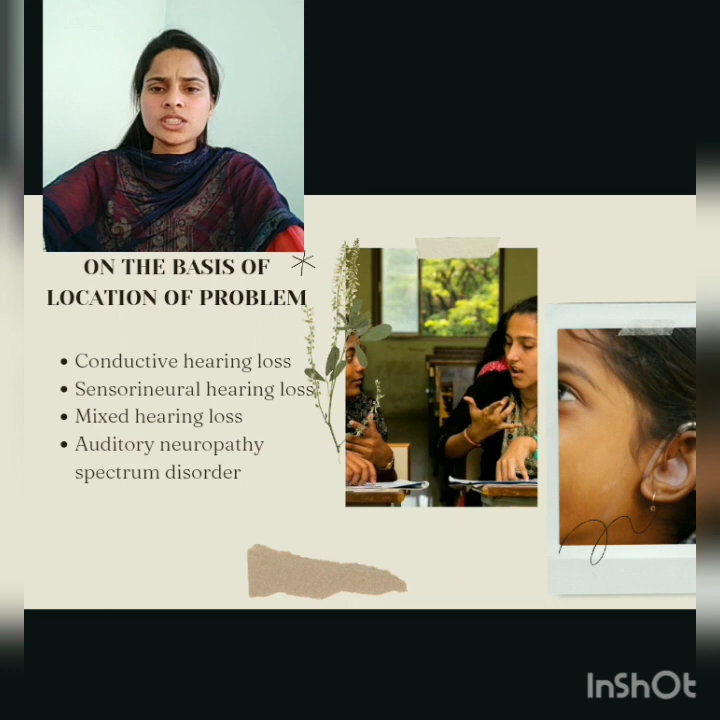 ON THE BASIS OF
LOCATION OF PROBLEM
• Conductive hearing loss
• Sensorineural hearing loss
• Mixed hearing loss
• Auditory neuropathy
spectrum disorder
InShOt